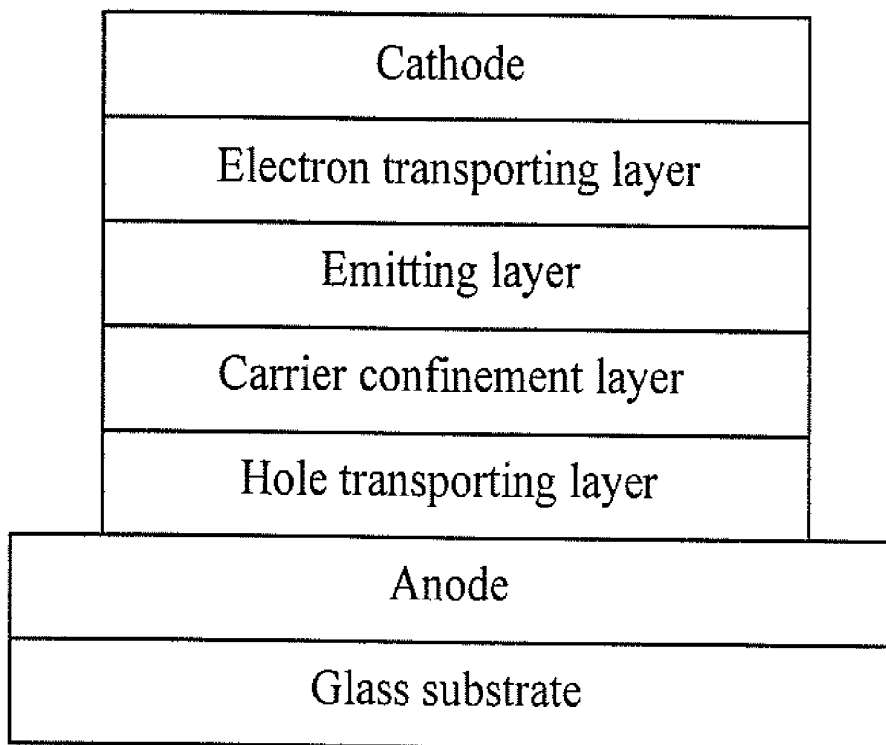 Cathode
Electron transporting layer
Emitting layer
Carrier confinement layer
Hole transporting layer
Anode
Glass substrate